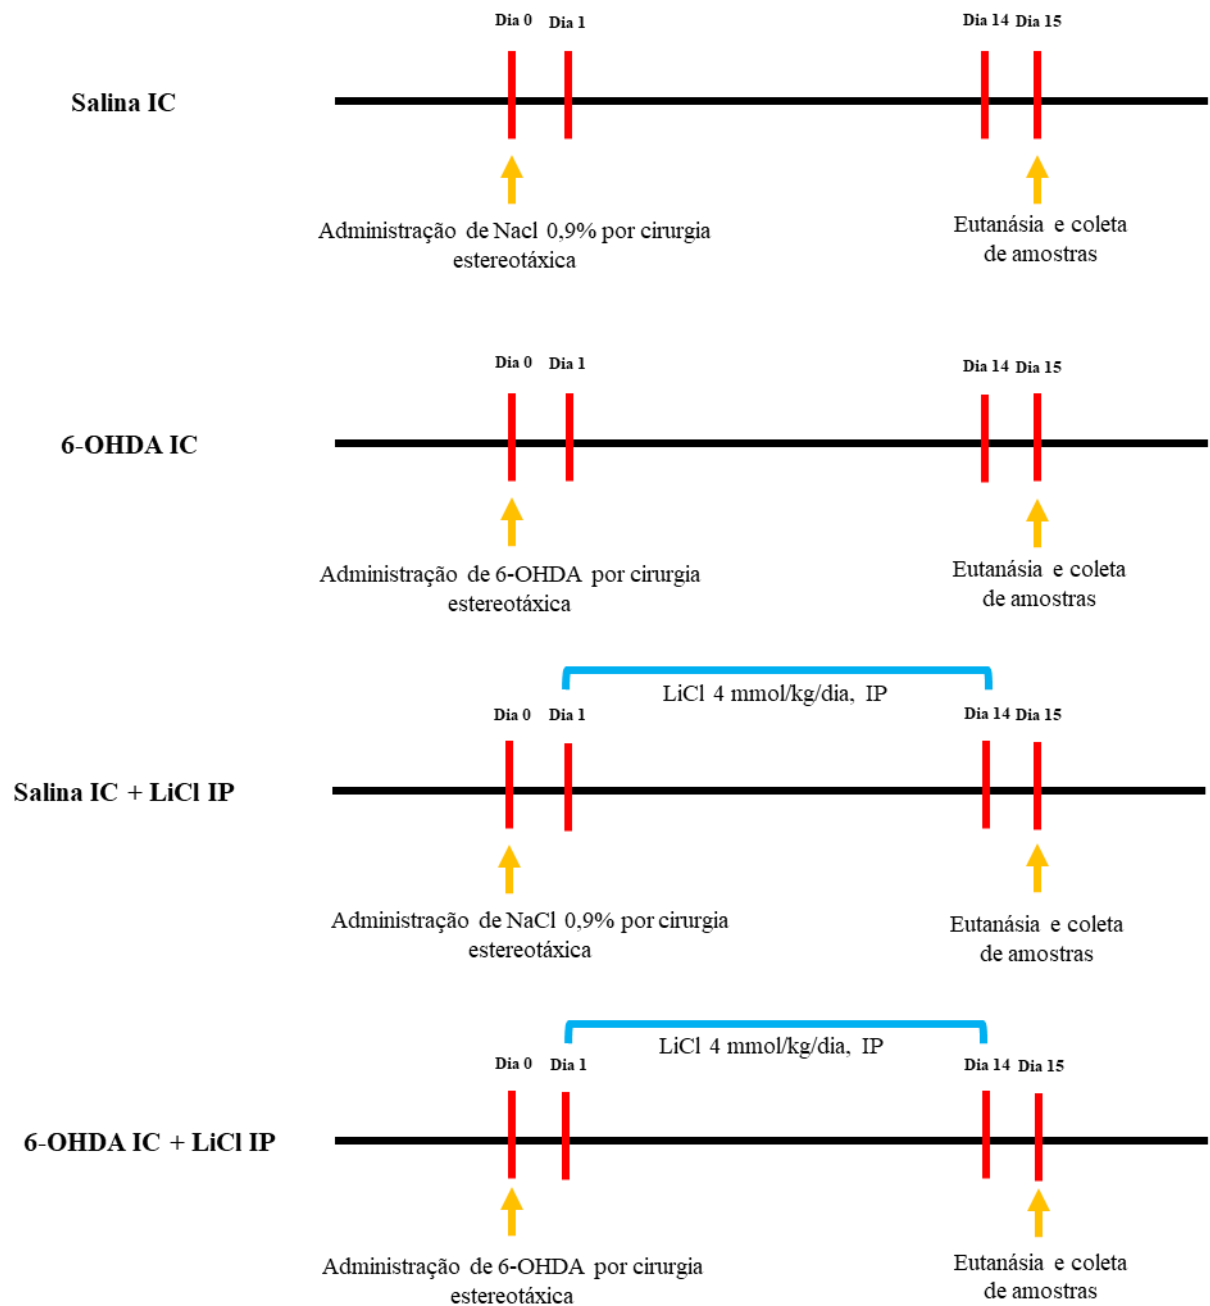 Dia 0 Dia 1 Dia 14 Dia 15
Salina IC
Administração de Nacl 0,9% por cirurgia
estereotáxica
Eutanásia e coleta
de amostras
Dia 0 Dia 1 Dia 14 Dia 15
6-OHDA IC
Administração de 6-OHDA por cirurgia
estereotáxica
Eutanásia e coleta
de amostras
LiCl 4 mmol/kg/dia, IP
Dia 0 Dia 1 Dia 14 Dia 15
Salina IC + LiCl IP
Administração de NaCl 0,9% por cirurgia
estereotáxica
Eutanásia e coleta
de amostras
LiCl 4 mmol/kg/dia, IP
Dia 0 Dia 1 Dia 14 Dia 15
6-OHDA IC + LiCl IP
Administração de 6-OHDA por cirurgia
estereotáxica
Eutanásia e coleta
de amostras